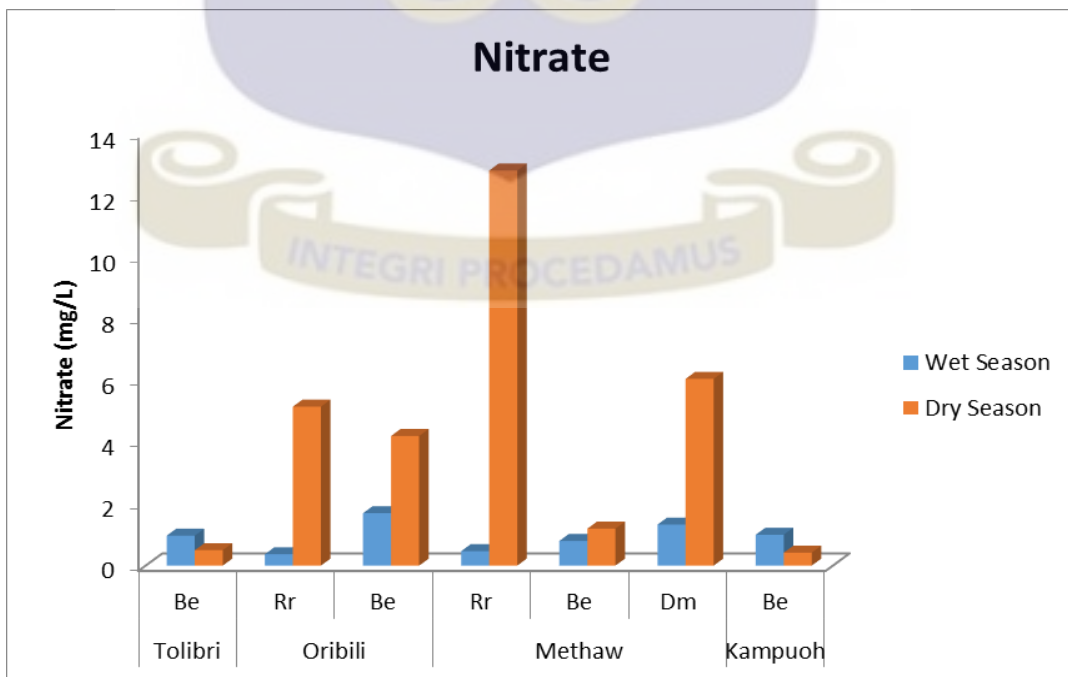 Nitrate
14
12
10
8
6
4
2
0
Nitrate (mg/L)
INTEGRI PROCEDAMUS
Wet Season
Dry Season
Be Rr Be Rr Be Dm Be
Tolibri Oribili Methaw Kampuoh